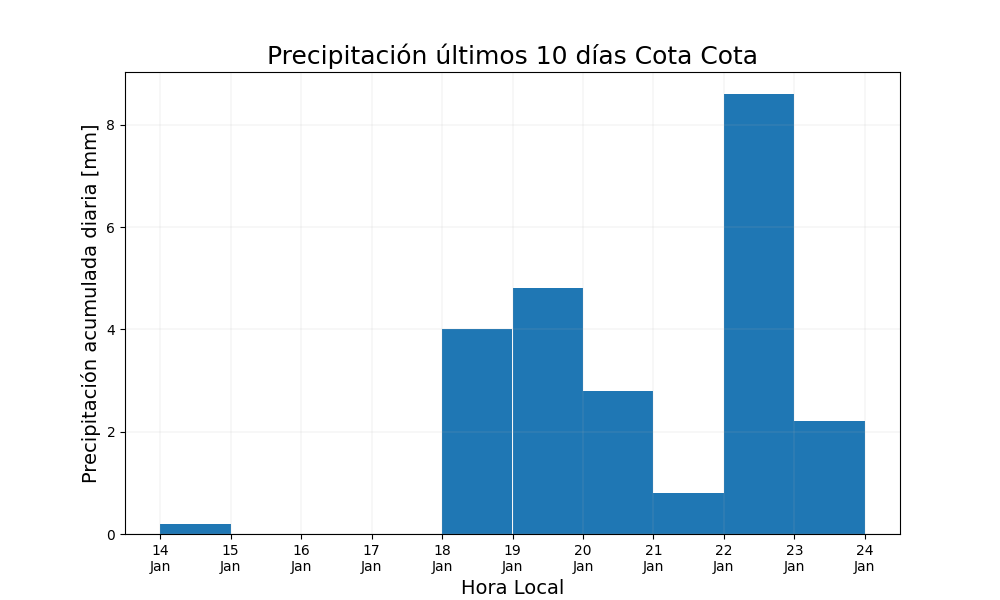 Precipitación últimos 10 días Cota Cota
Precipitación acumulada diaria [mm]
8
6
4
2
0
14 15 16 17 18 19 20 21 22 23 24
Jan Jan Jan Jan Jan Jan Jan Jan Jan Jan Jan
Hora Local